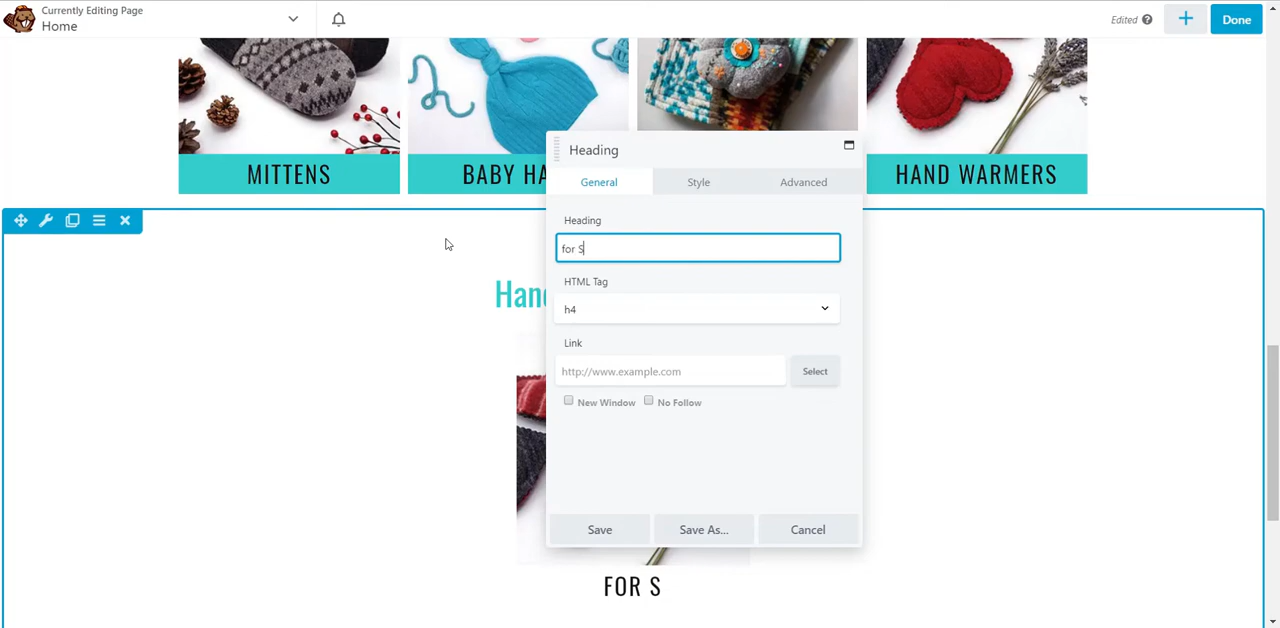 Currently Editing Page
Home
Edited
Done
MITTENS
BABY HA
HAND WARMERS
Heading
General
Style
Advanced
Heading
for S
HTML Tag
h4
Link
http://www.example.com
Select
New Window
No Follow
Save
Save As...
Cancel
Hand
FOR S